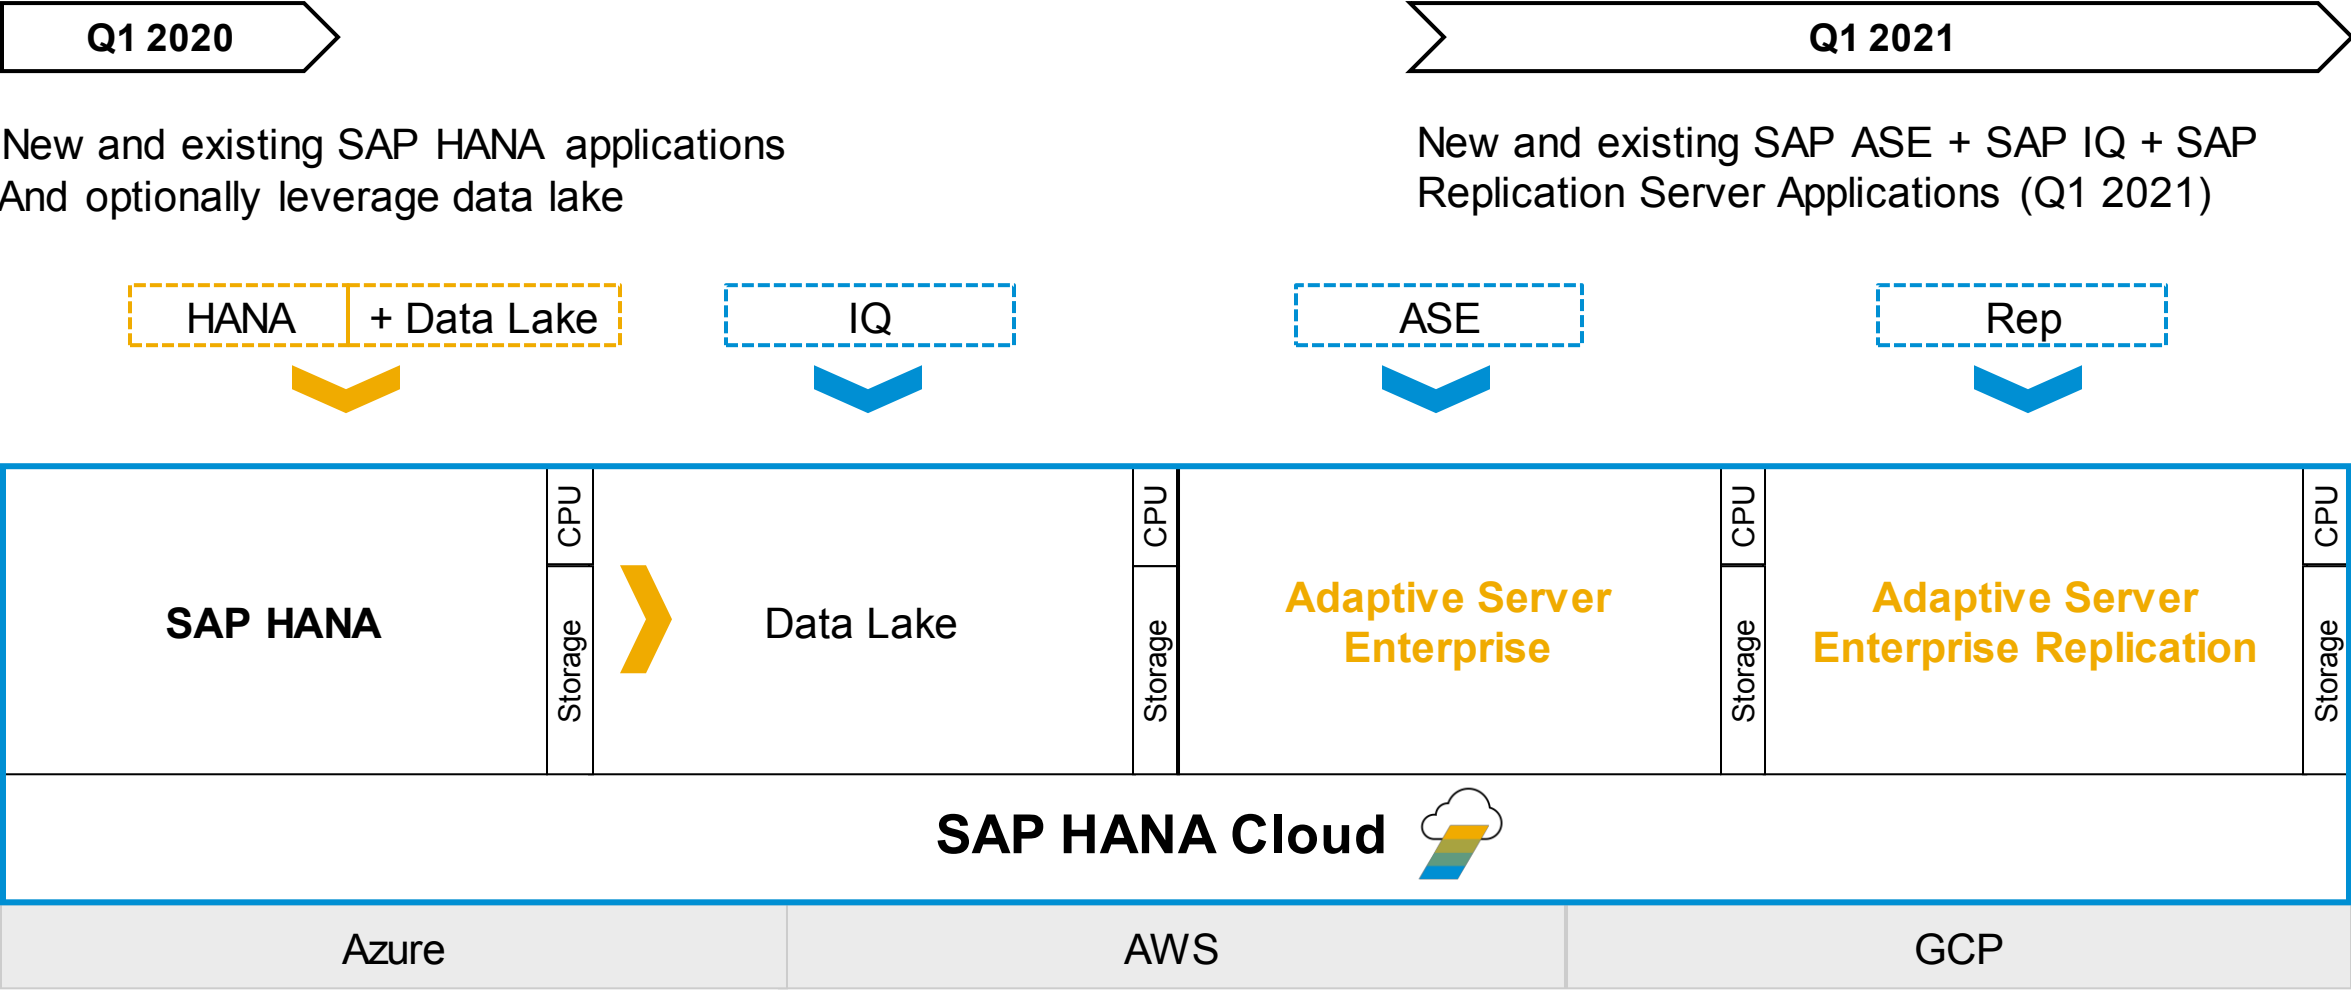 Q1 2020
Q1 2021
New and existing SAP HANA applications
And optionally leverage data lake
New and existing SAP ASE + SAP IQ + SAP
Replication Server Applications (Q1 2021)
HANA
+ Data Lake
IQ
ASE
Rep
SAP HANA
CPU
Storage
Data Lake
CPU
Storage
Adaptive Server
Enterprise
CPU
Storage
Adaptive Server
Enterprise Replication
CPU
Storage
SAP HANA Cloud
Azure
AWS
GCP